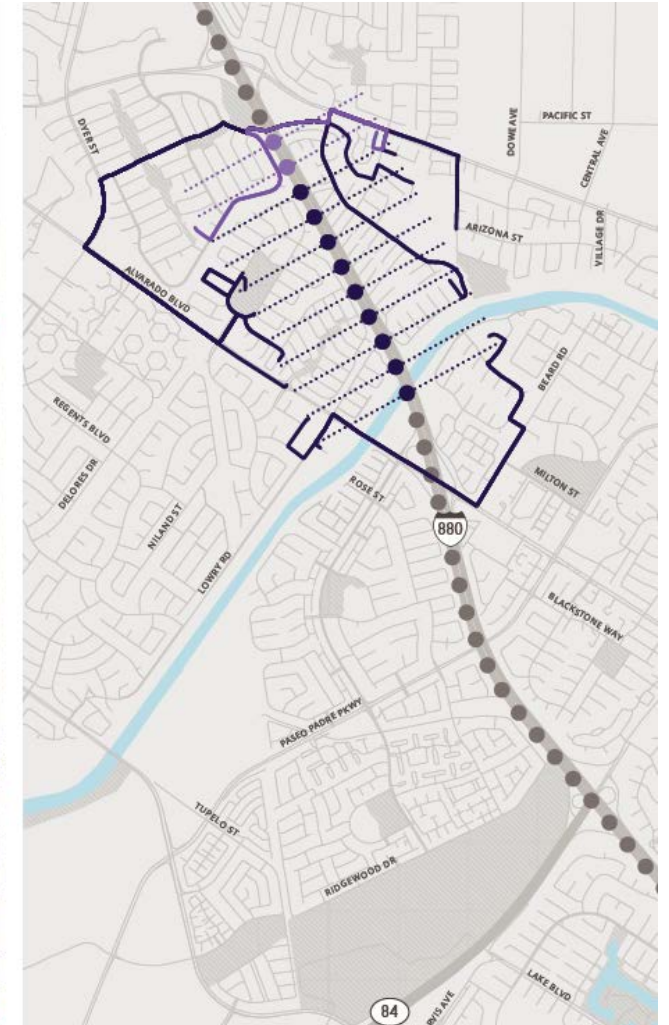 PACIFIC ST
DYER ST
DOWE AVE
CENTRAL AVE
VILLAGE DR
ARIZONA ST
ALVARADO BLVD
BEARD RD
REGENTS BLVD
DELORES DR
MILTON ST
ROSE ST
NILAND ST
880
LOWRY RD
BLACKSTONE WAY
PASEO PADRE PKWY
TUPELO ST
RIDGEWOOD DR
LAKE BLVD
84
RVIS AVE